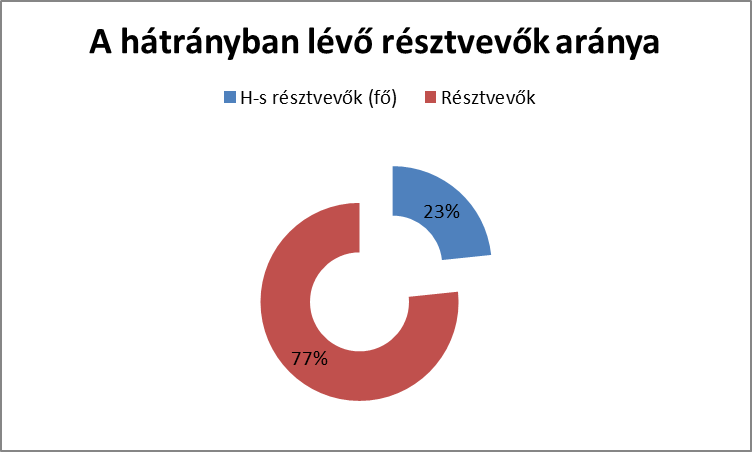 A hátrányban lévő résztvevők aránya
H-s résztvevők (fő) Résztvevők
23%
77%